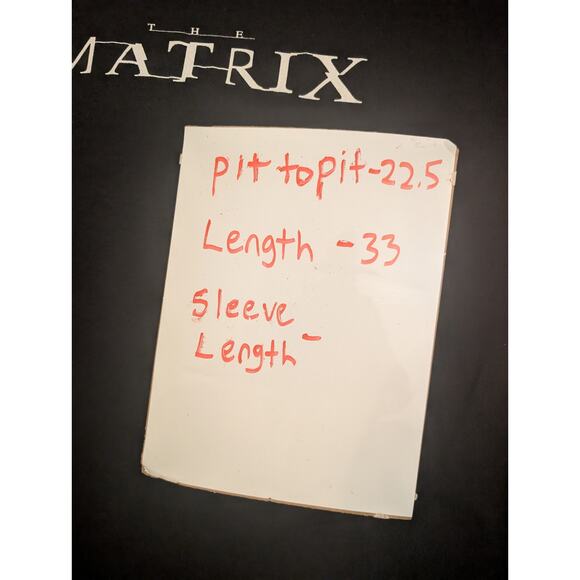 THE
MATRIX
pit to pit-22.5
Length -33
Sleeve
Length-